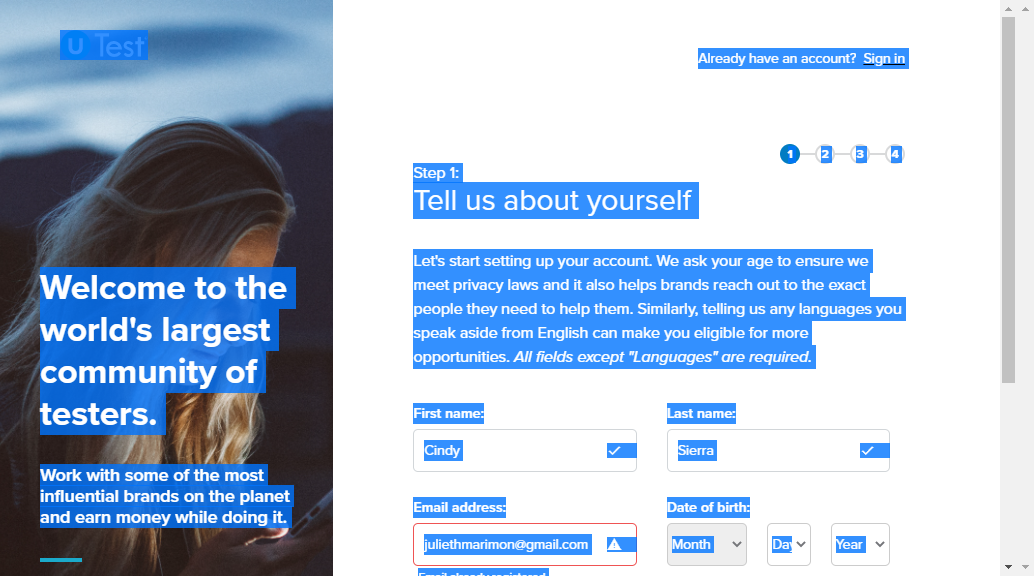 U Test
Already have an account? Sign in
1 2 3 4
Step 1:
Tell us about yourself
Let's start setting up your account. We ask your age to ensure we
meet privacy laws and it also helps brands reach out to the exact
people they need to help them. Similarly, telling us any languages you
speak aside from English can make you eligible for more
opportunities. All fields except "Languages" are required.
Welcome to the
world's largest
community of
testers.
Work with some of the most
influential brands on the planet
and earn money while doing it.
First name: Last name:
Cindy Sierra
Email address: Date of birth:
juliethmarimon@gmail.com Month Day Year
Email already registered